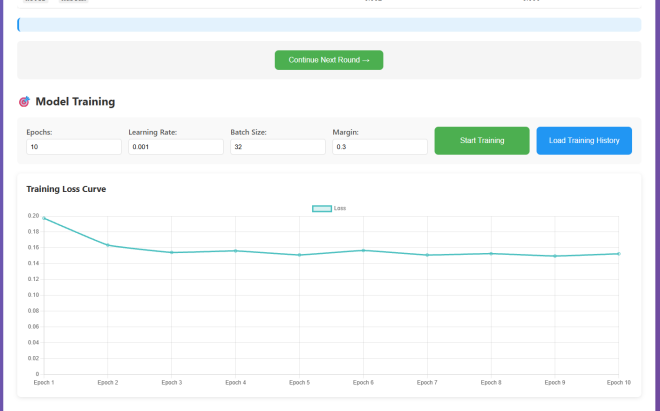 Continue Next Round →
🎯 Model Training
Epochs: Learning Rate: Batch Size: Margin:
10 0.001 32 0.3
Start Training Load Training History
Training Loss Curve
Loss
0.20
0.18
0.16
0.14
0.12
0.10
0.08
0.06
0.04
0.02
0
Epoch 1 Epoch 2 Epoch 3 Epoch 4 Epoch 5 Epoch 6 Epoch 7 Epoch 8 Epoch 9 Epoch 10